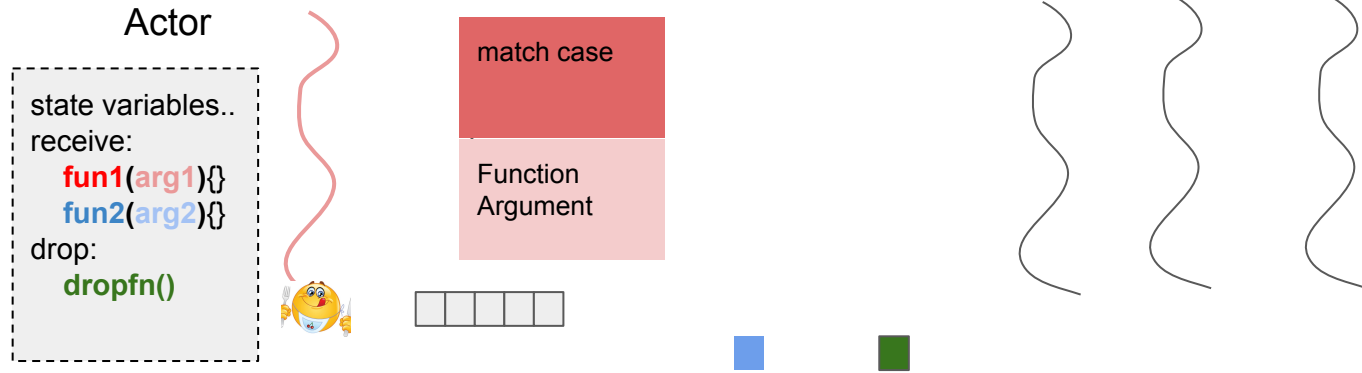 Actor
state variables..
receive:
fun1(arg1){}
fun2(arg2){}
drop:
dropfn()
match case
Function
Argument